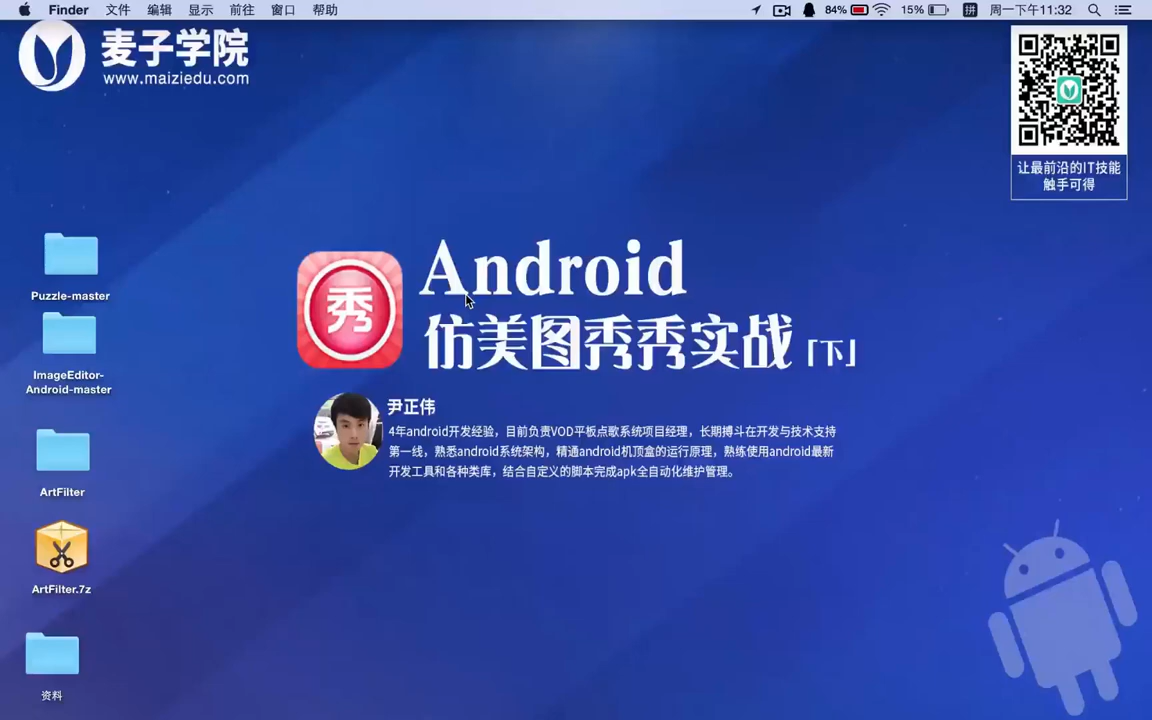 Finder 文件 编辑 显示 前往 窗口 帮助 84% 15% 拼 周一下午11:32
麦子学院
www.maiziedu.com
让最前沿的IT技能
触手可得
Puzzle-master
ImageEditor-
Android-master
ArtFilter
ArtFilter.7z
资料
秀
Android
仿美图秀秀实战「下」
尹正伟
4年android开发经验，目前负责VOD平板点歌系统项目经理，长期搏斗在开发与技术支持
第一线，熟悉android系统架构，精通android机顶盒的运行原理，熟练使用android最新
开发工具和各种类库，结合自定义的脚本完成apk全自动化维护管理。